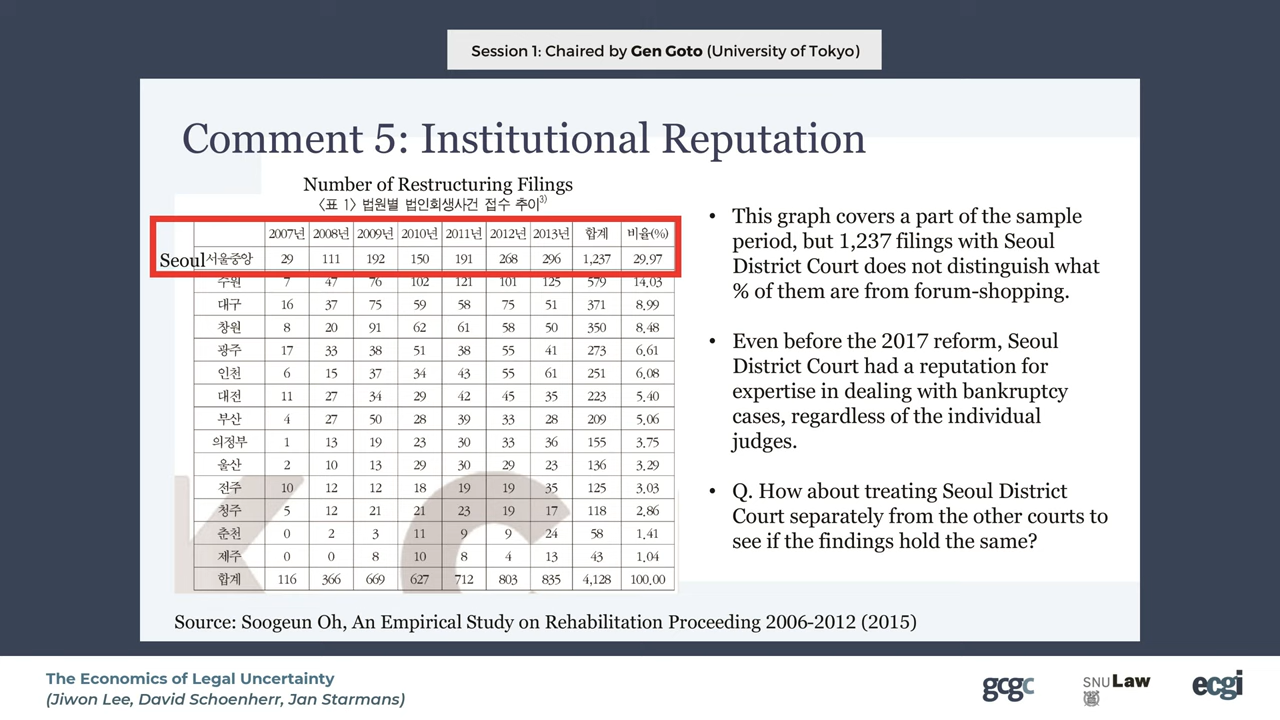 Session 1: Chaired by Gen Goto (University of Tokyo)
Comment 5: Institutional Reputation
Number of Restructuring Filings
〈표 1〉 법원별 법인회생사건 접수 추이3)
2007년 2008년 2009년 2010년 2011년 2012년 2013년 합계 비율(%)
Seoul 서울중앙 29 111 192 150 191 268 296 1,237 29.97
수원 7 47 76 102 121 101 125 579 14.03
대구 16 37 75 59 58 75 51 371 8.99
창원 8 20 91 62 61 58 50 350 8.48
광주 17 33 38 51 38 55 41 273 6.61
인천 6 15 37 34 43 55 61 251 6.08
대전 11 27 34 29 42 45 35 223 5.40
부산 4 27 50 28 39 33 28 209 5.06
의정부 1 13 19 23 30 33 36 155 3.75
울산 2 10 13 29 30 29 23 136 3.29
전주 10 12 12 18 19 19 35 125 3.03
청주 5 12 21 21 23 19 17 118 2.86
춘천 0 2 3 11 9 9 24 58 1.41
제주 0 0 8 10 8 4 13 43 1.04
합계 116 366 669 627 712 803 835 4,128 100.00
• This graph covers a part of the sample
period, but 1,237 filings with Seoul
District Court does not distinguish what
% of them are from forum-shopping.
• Even before the 2017 reform, Seoul
District Court had a reputation for
expertise in dealing with bankruptcy
cases, regardless of the individual
judges.
• Q. How about treating Seoul District
Court separately from the other courts to
see if the findings hold the same?
Source: Soogeun Oh, An Empirical Study on Rehabilitation Proceeding 2006-2012 (2015)
The Economics of Legal Uncertainty
(Jiwon Lee, David Schoenherr, Jan Starmans)
gcgc
SNU Law
ecgi
K C